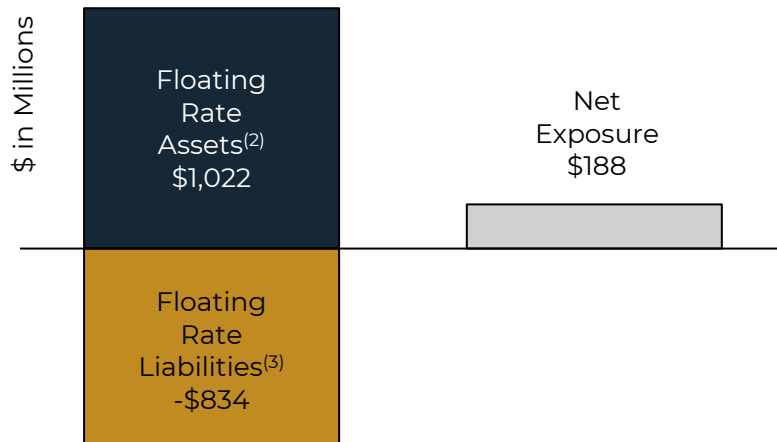 $ in Millions
Floating
Rate
Assets(2)
$1,022
Net
Exposure
$188
Floating
Rate
Liabilities(3)
-$834